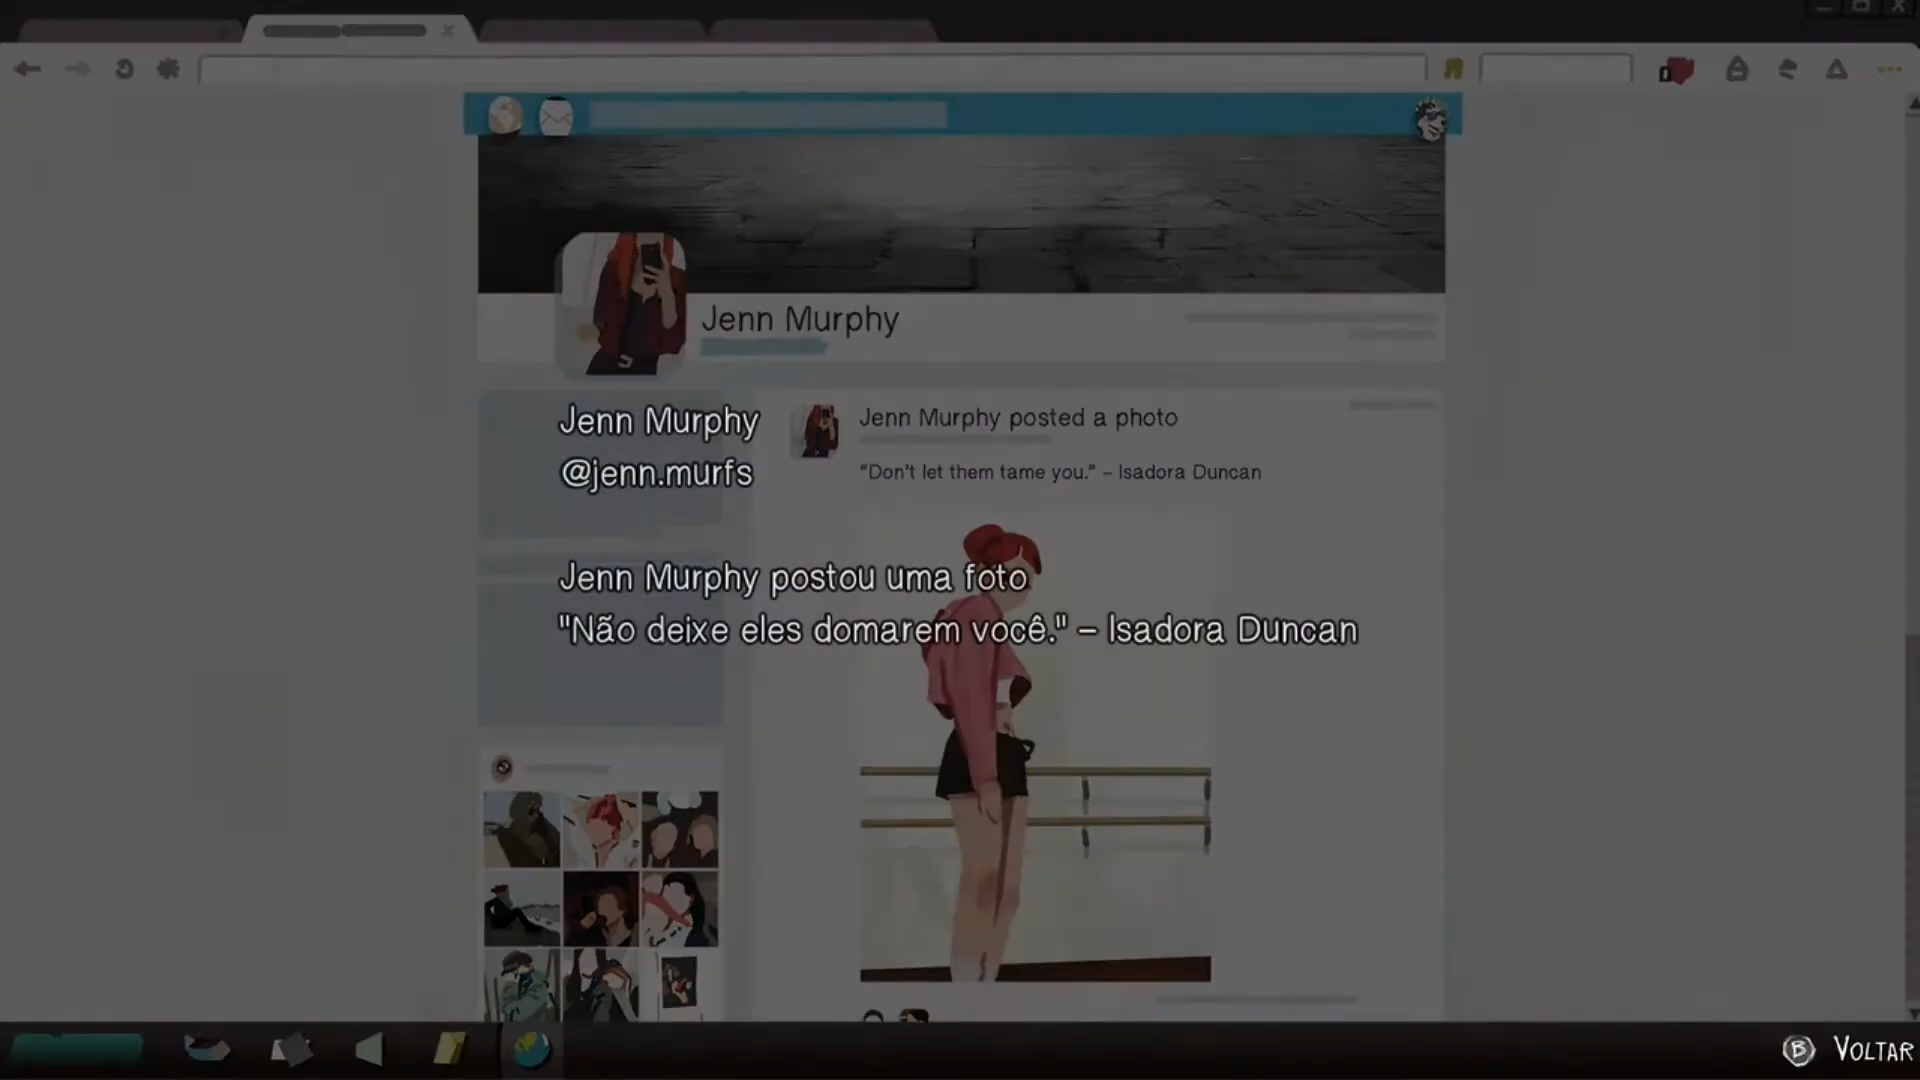 Jenn Murphy
Jenn Murphy
@jenn.murfs
Jenn Murphy posted a photo
“Don't let them tame you.” – Isadora Duncan
Jenn Murphy postou uma foto
"Não deixe eles domarem você." – Isadora Duncan
B VOLTAR